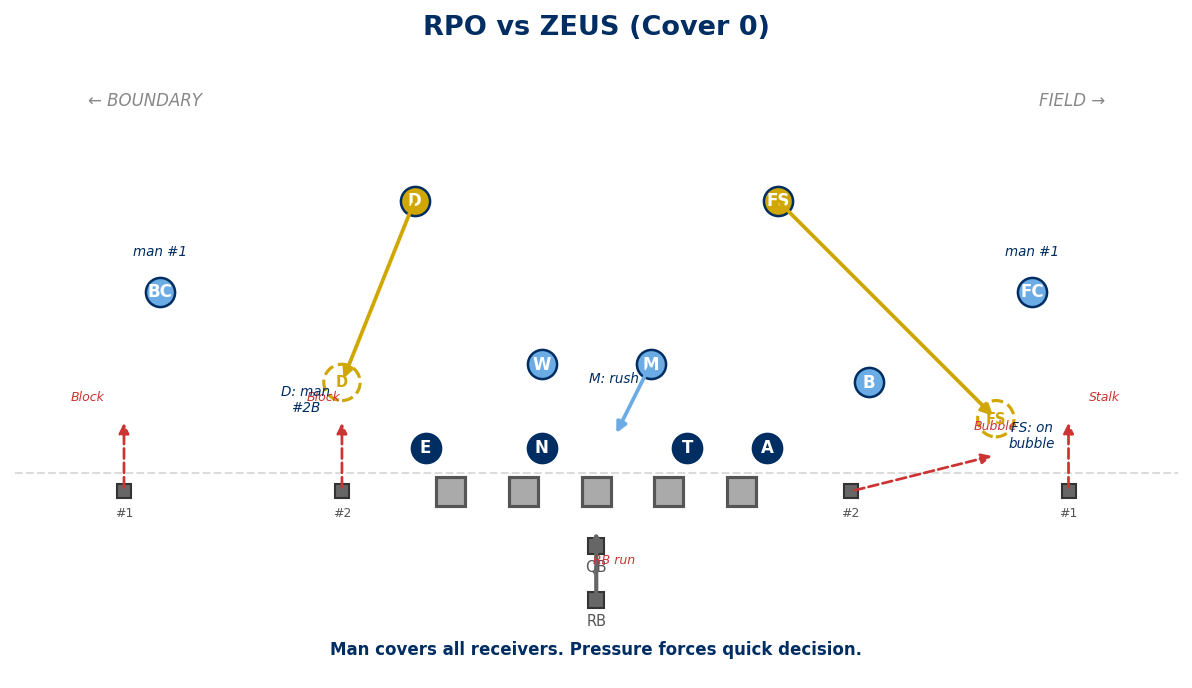 RPO vs ZEUS (Cover 0)
← BOUNDARY
FIELD →
D
FS
man #1
man #1
BC
FC
W
M
M: rush
B
D
D: man
#2B
Block
Block
Stalk
FS
Bubble
FS: on
bubble
E
N
T
A
#1
#2
#2
#1
QB
RB run
RB
Man covers all receivers. Pressure forces quick decision.